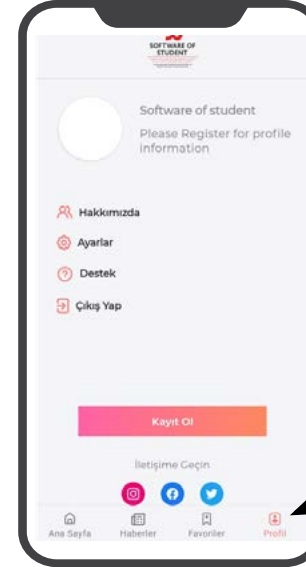 SOFTWARE OF
STUDENT
Software of student
Please Register for profile
information
Hakkımızda
Ayarlar
Destek
Çıkış Yap
Kayıt Ol
İletişime Geçin
Ana Sayfa Haberler Favoriler Profil